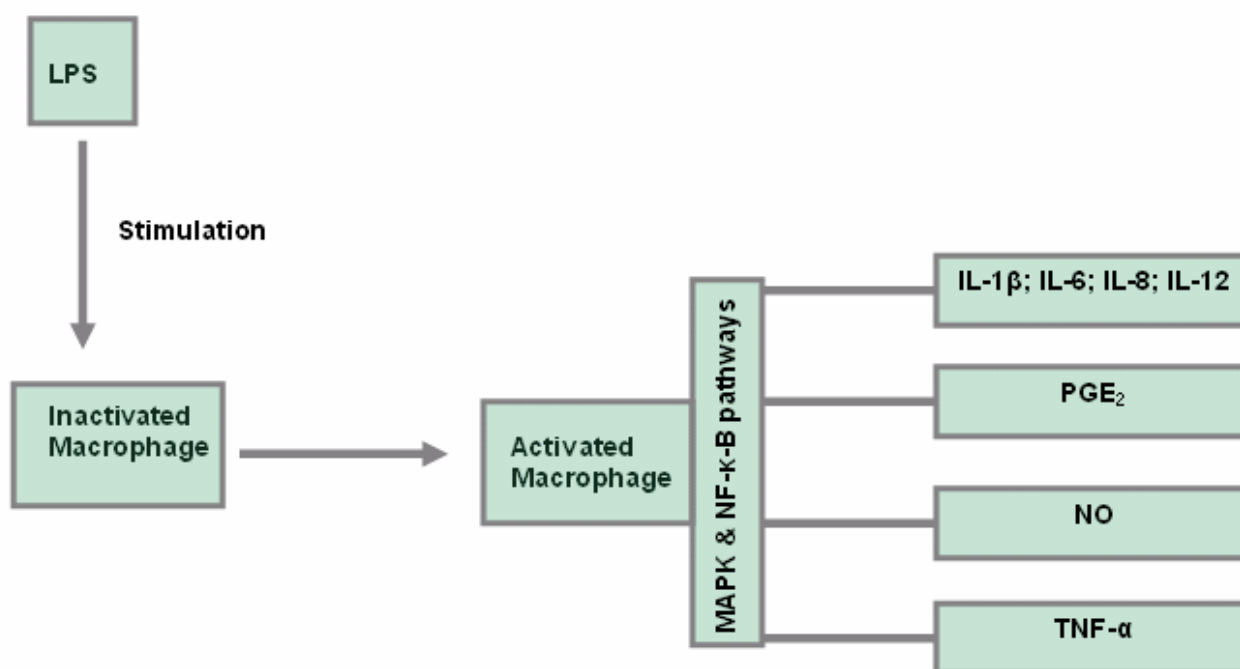 LPS
Stimulation
Inactivated
Macrophage
Activated
Macrophage
MAPK & NF-κ-B pathways
IL-1β; IL-6; IL-8; IL-12
PGE₂
NO
TNF-α